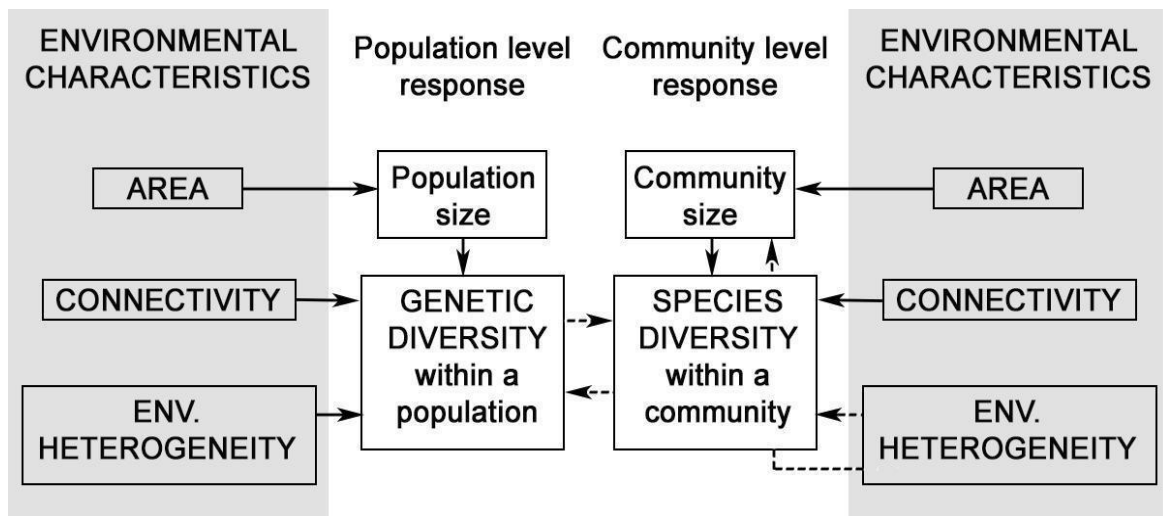 ENVIRONMENTAL
CHARACTERISTICS
Population level
response
Community level
response
ENVIRONMENTAL
CHARACTERISTICS
AREA
Population
size
Community
size
AREA
CONNECTIVITY
GENETIC
DIVERSITY
within a
population
SPECIES
DIVERSITY
within a
community
CONNECTIVITY
ENV.
HETEROGENEITY
ENV.
HETEROGENEITY